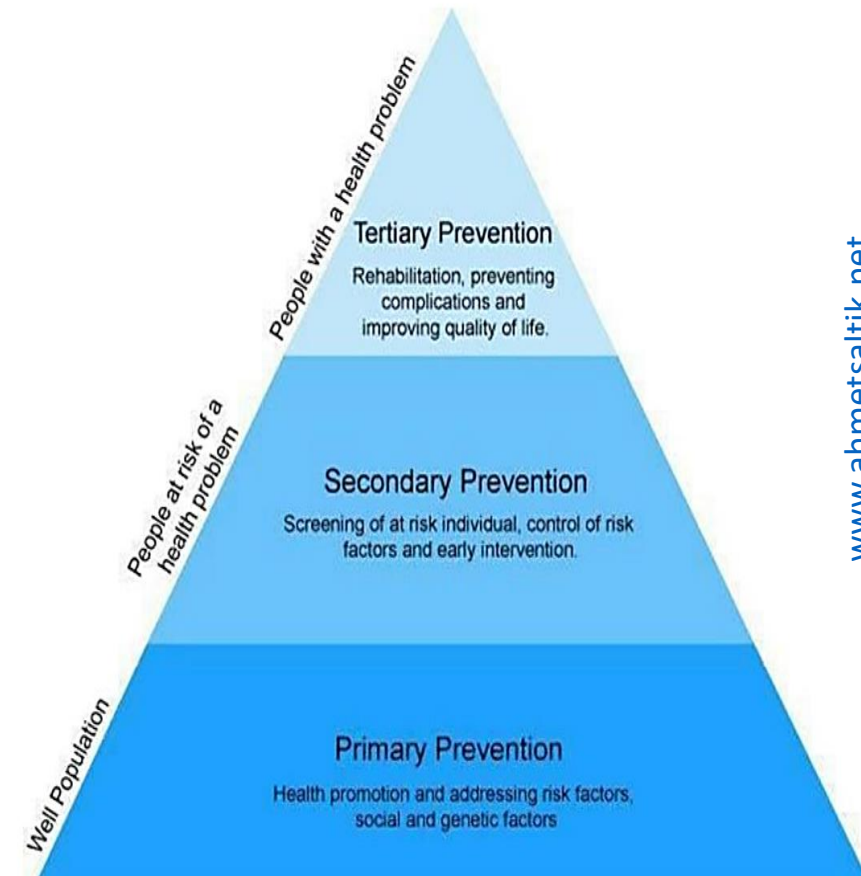 People with a health problem
Tertiary Prevention
Rehabilitation, preventing
complications and
improving quality of life.
People at risk of a
health problem
Secondary Prevention
Screening of at risk individual, control of risk
factors and early intervention.
Well Population
Primary Prevention
Health promotion and addressing risk factors,
social and genetic factors
www.ahmetsaltik.net